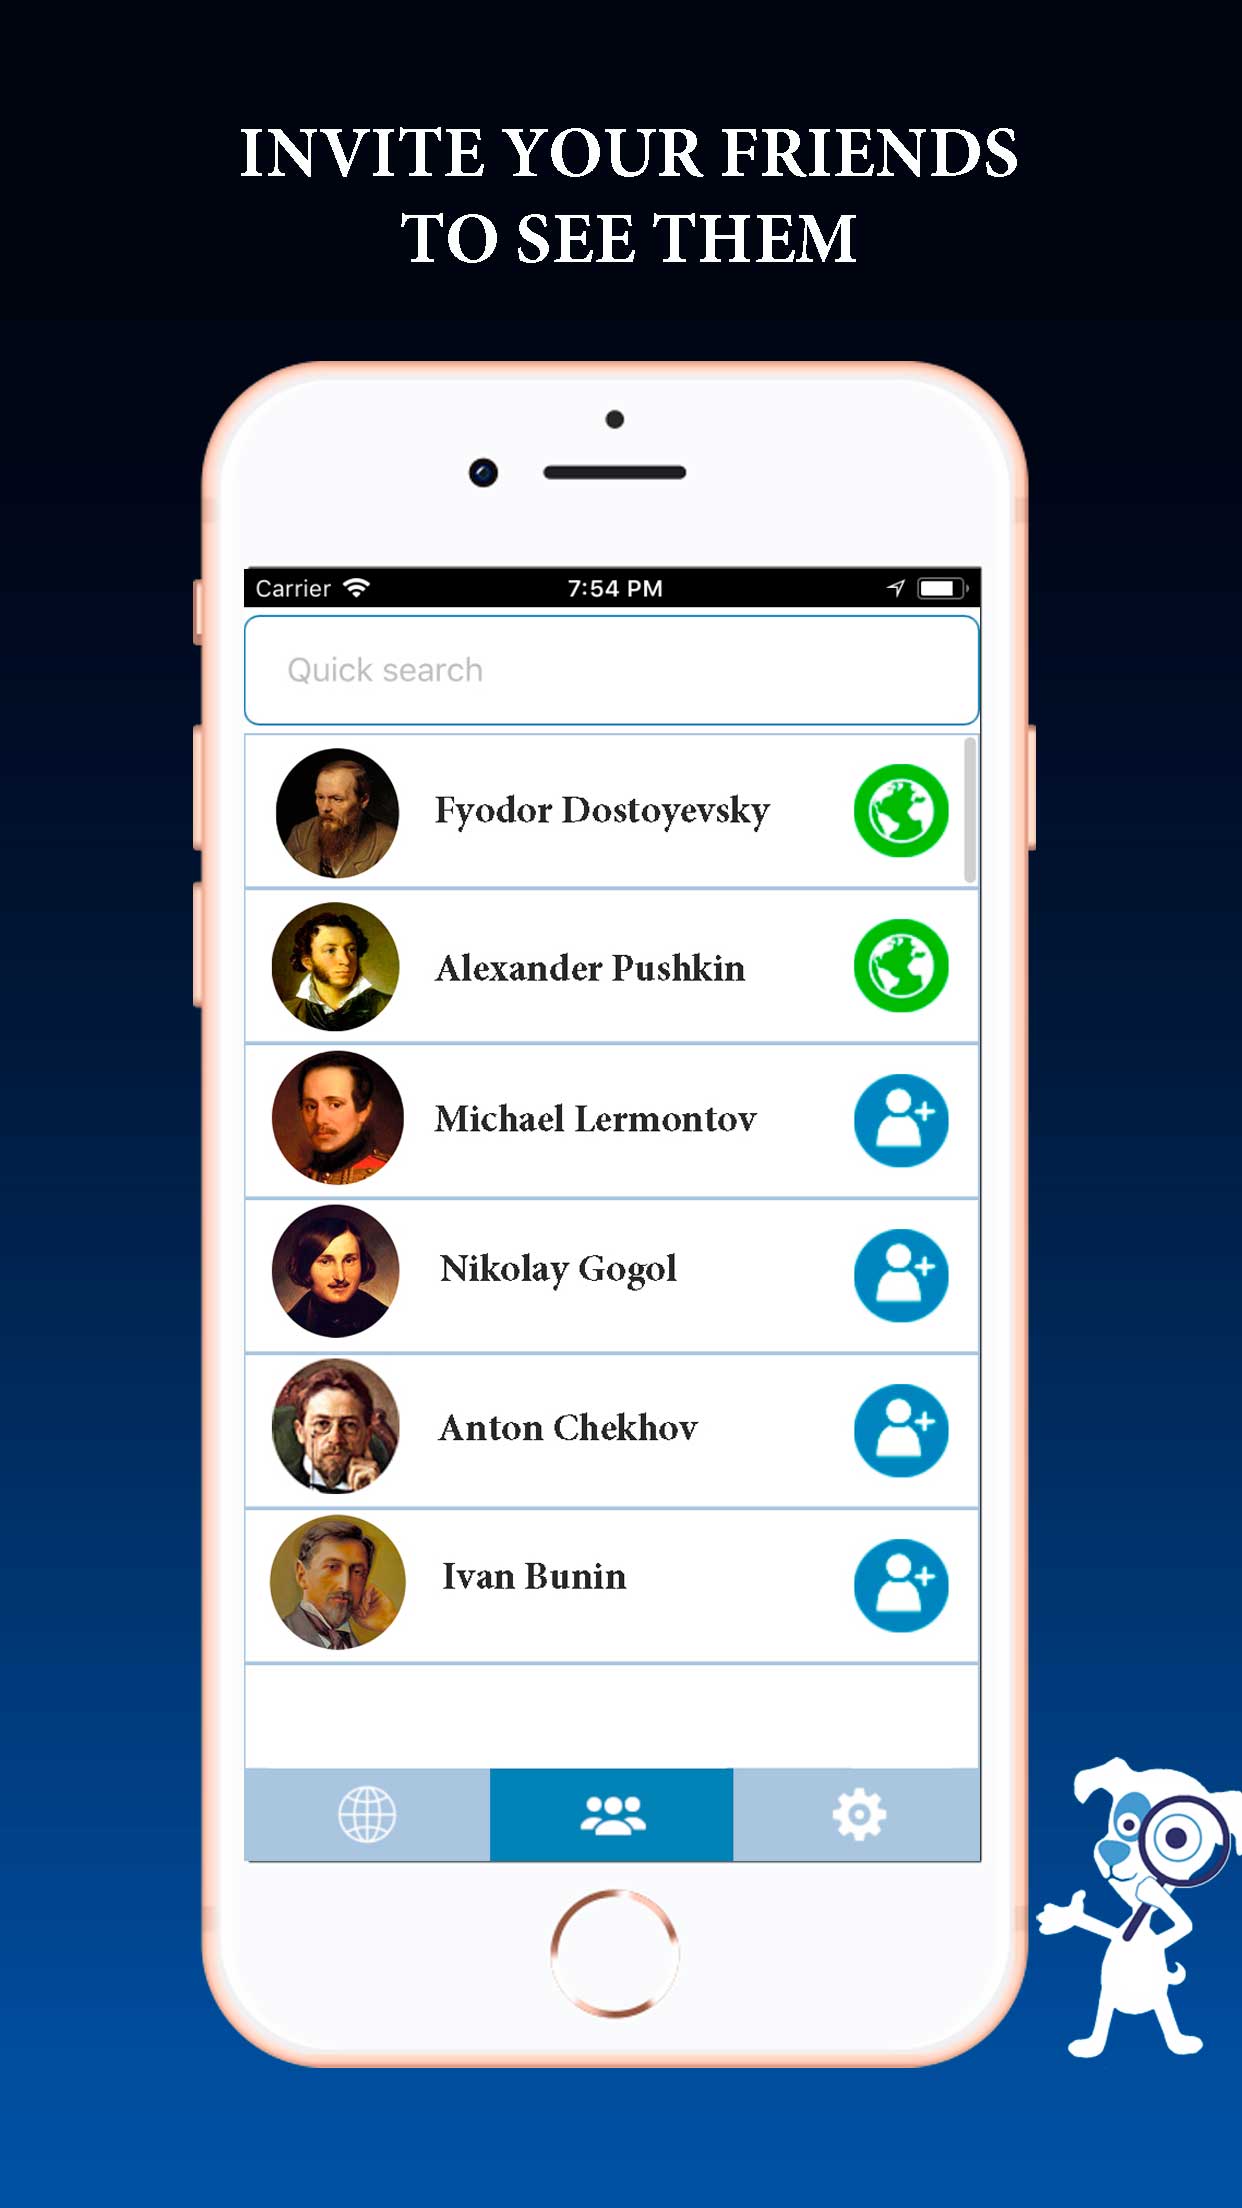 INVITE YOUR FRIENDS
TO SEE THEM
Carrier 7:54 PM
Quick search
Fyodor Dostoyevsky
Alexander Pushkin
Michael Lermontov
Nikolay Gogol
Anton Chekhov
Ivan Bunin